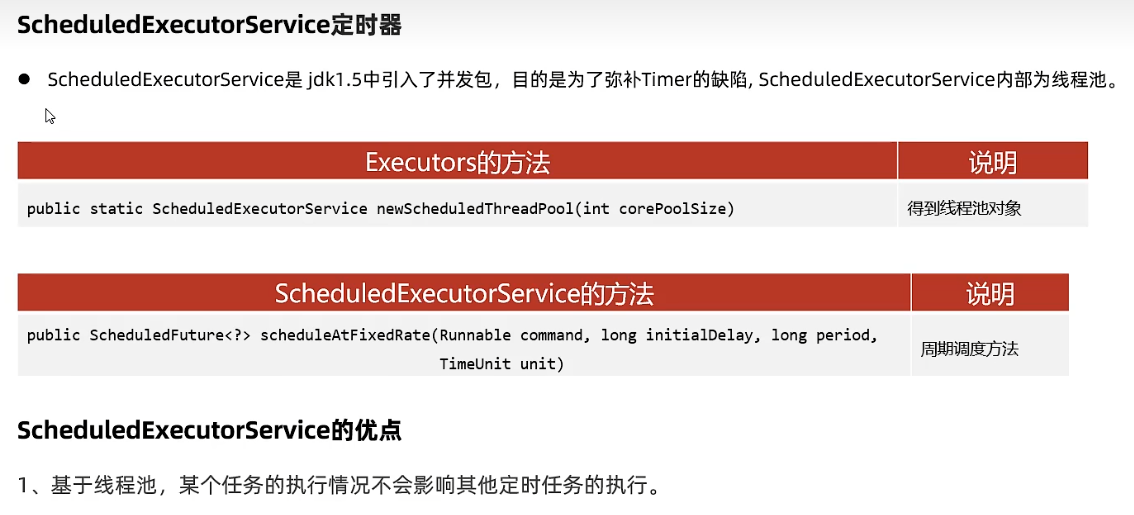 ScheduledExecutorService定时器
● ScheduledExecutorService是 jdk1.5中引入了并发包，目的是为了弥补Timer的缺陷, ScheduledExecutorService内部为线程池。
Executors的方法 说明
public static ScheduledExecutorService newScheduledThreadPool(int corePoolSize) 得到线程池对象
ScheduledExecutorService的方法 说明
public ScheduledFuture<?> scheduleAtFixedRate(Runnable command, long initialDelay, long period,
TimeUnit unit)
周期调度方法
ScheduledExecutorService的优点
1、基于线程池，某个任务的执行情况不会影响其他定时任务的执行。